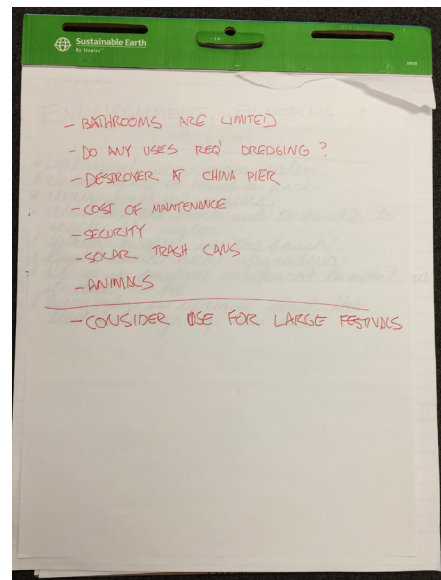 Sustainable Earth
By Staples
- BATHROOMS ARE LIMITED
- DO ANY USES REQ' DREDGING ?
- DESTROYER AT CHINA PIER
- COST OF MAINTENANCE
- SECURITY
- SOLAR TRASH CANS
- ANIMALS
- CONSIDER USE FOR LARGE FESTIVALS